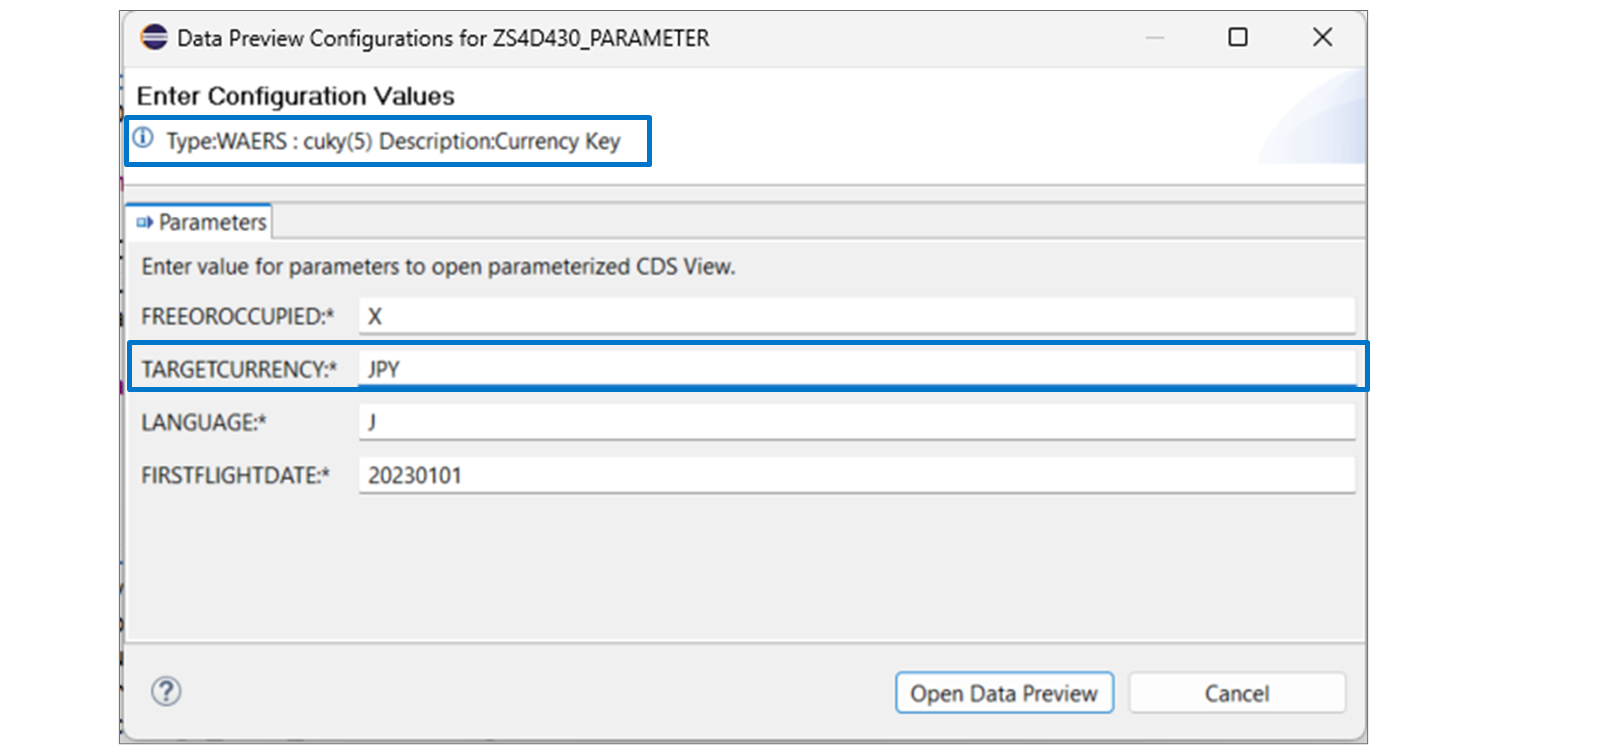 Data Preview Configurations for ZS4D430_PARAMETER
Enter Configuration Values
Type:WAERS : cuky(5) Description:Currency Key
Parameters
Enter value for parameters to open parameterized CDS View.
FREEOROCCUPIED:* X
TARGETCURRENCY:* JPY
LANGUAGE:* J
FIRSTFLIGHTDATE:* 20230101
Open Data Preview Cancel